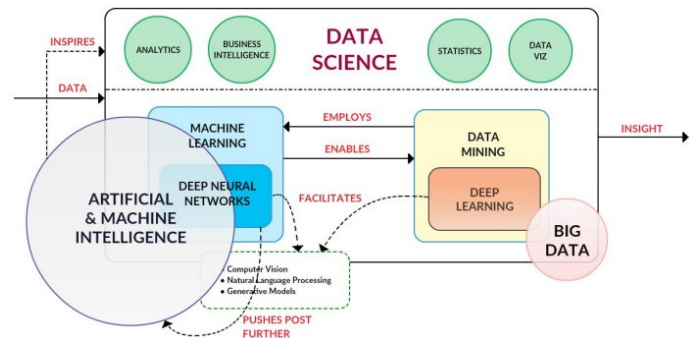 INSPIRES
ANALYTICS
BUSINESS
INTELLIGENCE
DATA
SCIENCE
STATISTICS
DATA
VIZ
DATA
MACHINE
LEARNING
EMPLOYS
ENABLES
DATA
MINING
INSIGHT
DEEP NEURAL
NETWORKS
FACILITATES
DEEP
LEARNING
ARTIFICIAL
& MACHINE
INTELLIGENCE
BIG
DATA
• Computer Vision
• Natural Language Processing
• Generative Models
PUSHES POST
FURTHER